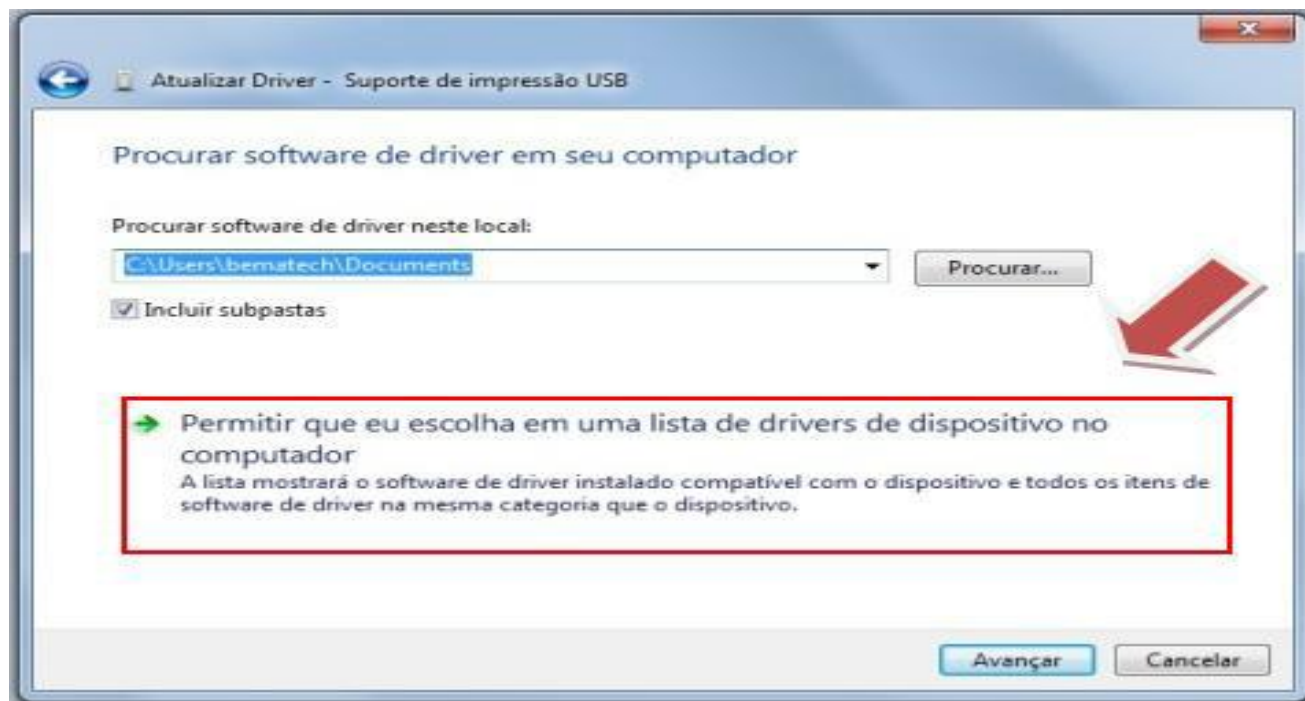 Atualizar Driver - Suporte de impressão USB
Procurar software de driver em seu computador
Procurar software de driver neste local:
C:\Users\bematech\Documents
Procurar...
Incluir subpastas
Permitir que eu escolha em uma lista de drivers de dispositivo no
computador
A lista mostrará o software de driver instalado compatível com o dispositivo e todos os itens de
software de driver na mesma categoria que o dispositivo.
Avançar
Cancelar